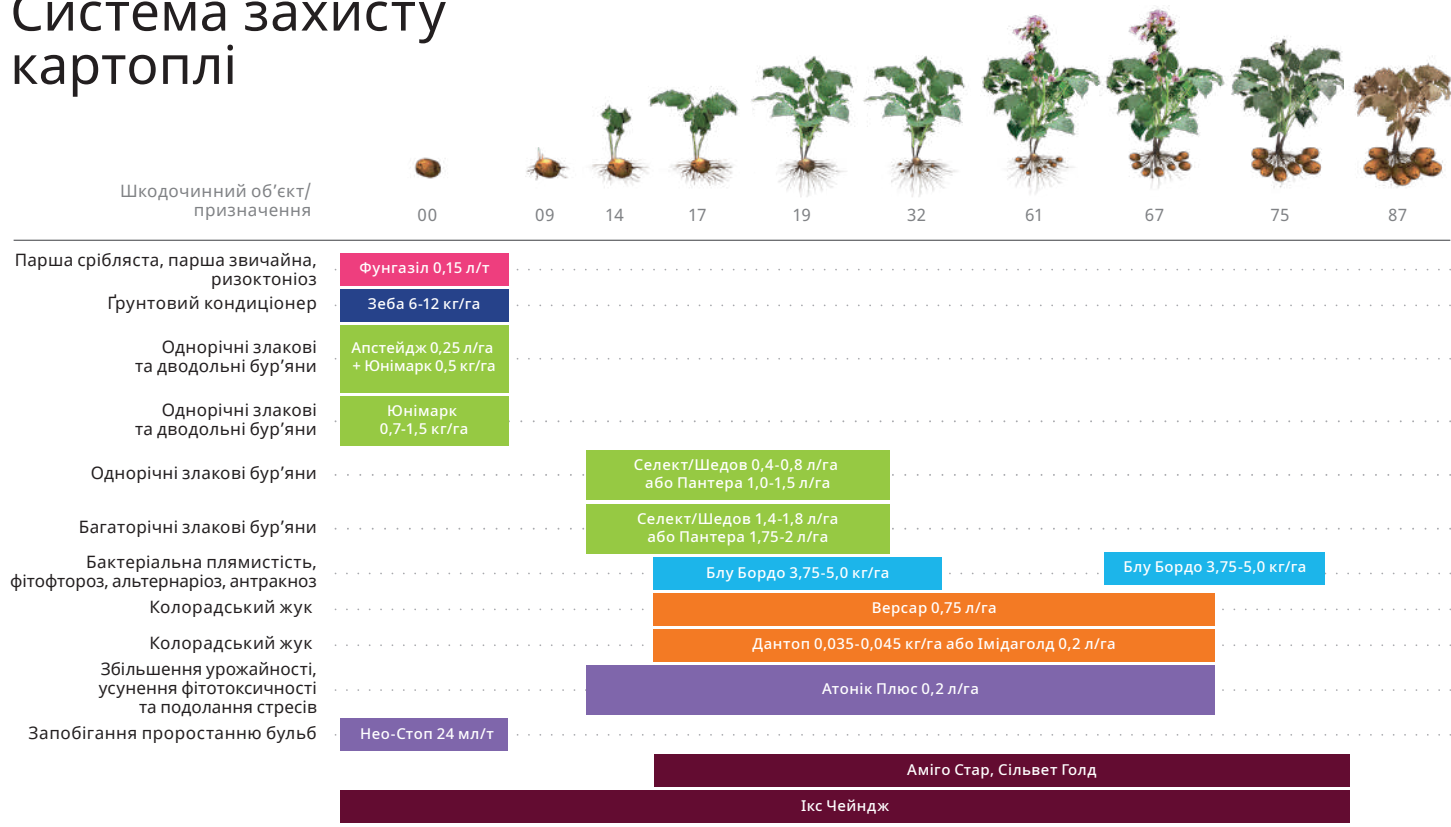 Система захисту
картоплі
Шкодочинний об’єкт/
призначення
00 09 14 17 19 32 61 67 75 87
Парша срібляста, парша звичайна,
ризоктоніоз
Фунгазіл 0,15 л/т
Ґрунтовий кондиціонер
Зеба 6-12 кг/га
Однорічні злакові
та дводольні бур’яни
Апстейдж 0,25 л/га
+ Юнімарк 0,5 кг/га
Однорічні злакові
та дводольні бур’яни
Юнімарк
0,7-1,5 кг/га
Однорічні злакові бур’яни
Селект/Шедов 0,4-0,8 л/га
або Пантера 1,0-1,5 л/га
Багаторічні злакові бур’яни
Селект/Шедов 1,4-1,8 л/га
або Пантера 1,75-2 л/га
Бактеріальна плямистість,
фітофтороз, альтернаріоз, антракноз
Блу Бордо 3,75-5,0 кг/га
Блу Бордо 3,75-5,0 кг/га
Колорадський жук
Версар 0,75 л/га
Колорадський жук
Дантоп 0,035-0,045 кг/га або Імідаголд 0,2 л/га
Збільшення урожайності,
усунення фітотоксичності
та подолання стресів
Атонік Плюс 0,2 л/га
Запобігання проростанню бульб
Нео-Стоп 24 мл/т
Аміго Стар, Сільвет Голд
Ікс Чейндж